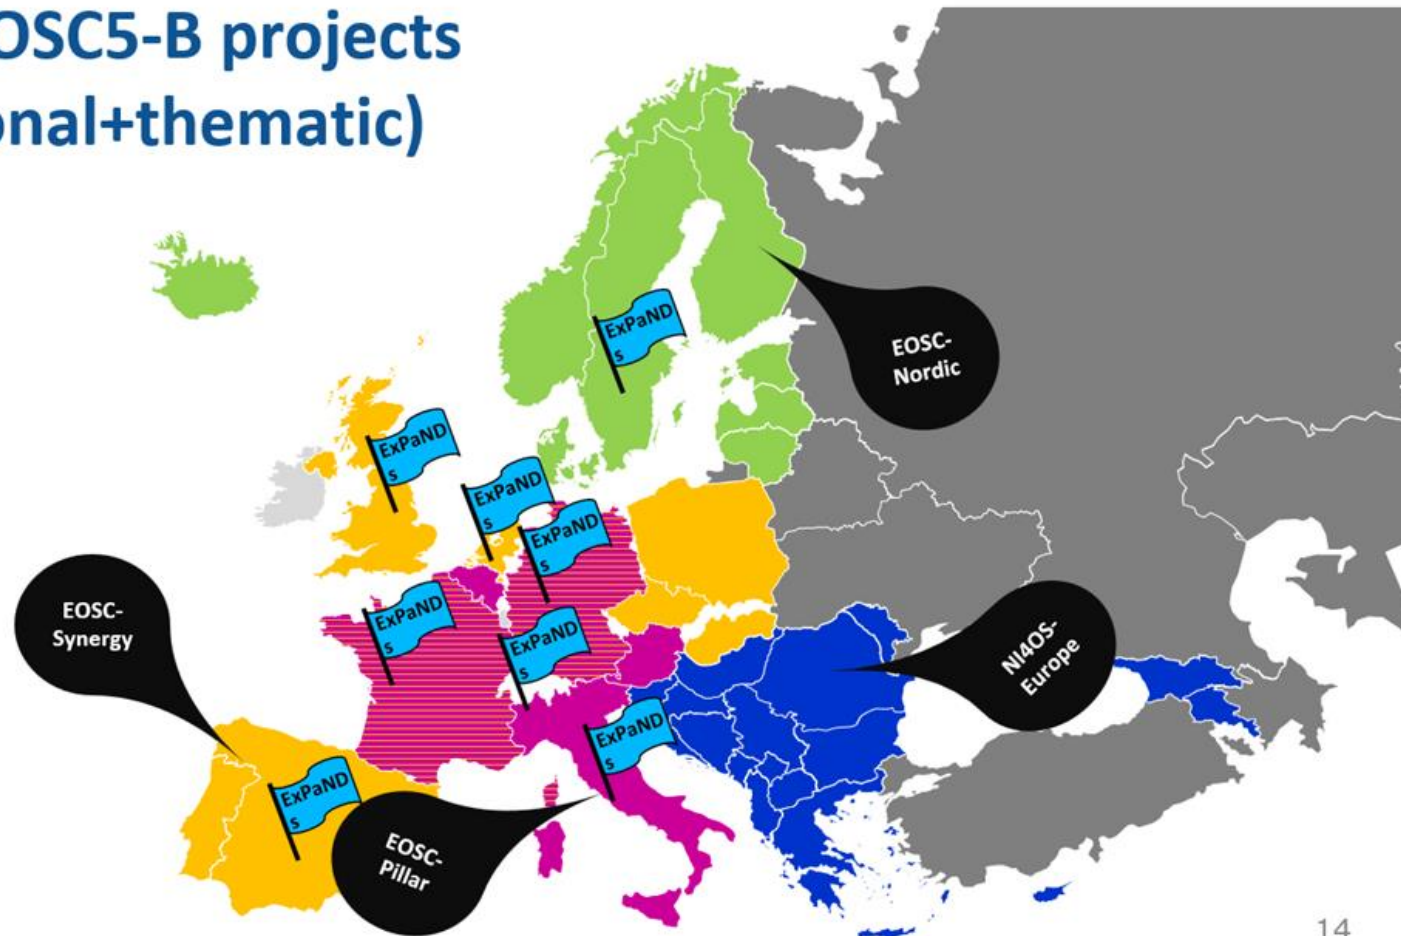 OSC5-B projects
onal+thematic)
EOSC-
Nordic
ExPaND
s
ExPaND
s
ExPaND
s
ExPaND
s
EOSC-
Synergy
ExPaND
s
ExPaND
s
NI4OS-
Europe
ExPaND
s
ExPaND
s
EOSC-
Pillar
14